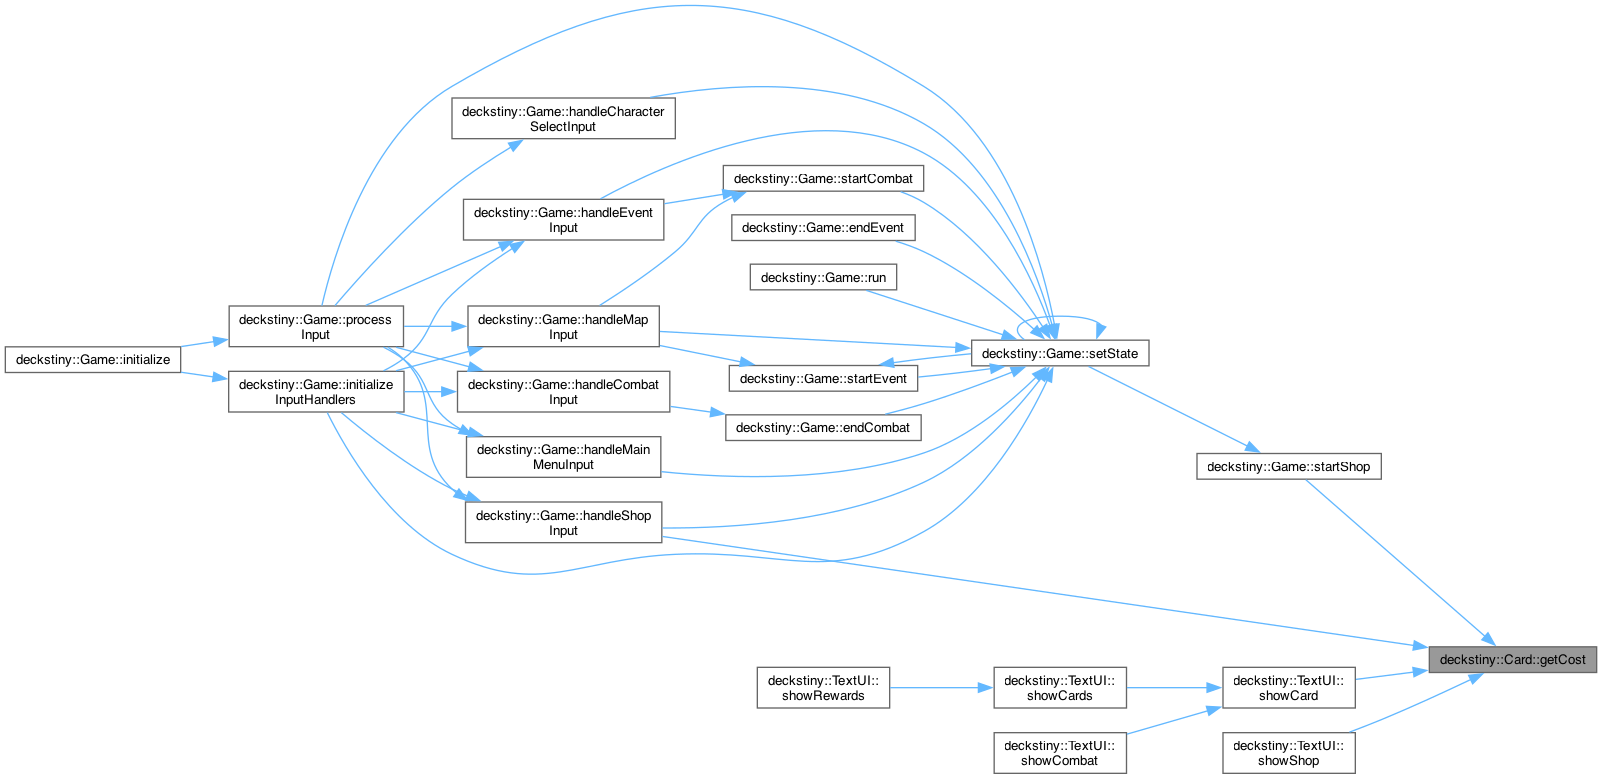 deckstiny::Game::handleCharacter
SelectInput
deckstiny::Game::startCombat
deckstiny::Game::handleEvent
Input
deckstiny::Game::endEvent
deckstiny::Game::run
deckstiny::Game::process
Input
deckstiny::Game::handleMap
Input
deckstiny::Game::setState
deckstiny::Game::initialize
deckstiny::Game::startEvent
deckstiny::Game::initialize
InputHandlers
deckstiny::Game::handleCombat
Input
deckstiny::Game::endCombat
deckstiny::Game::handleMain
MenuInput
deckstiny::Game::startShop
deckstiny::Game::handleShop
Input
deckstiny::Card::getCost
deckstiny::TextUI::
showRewards
deckstiny::TextUI::
showCards
deckstiny::TextUI::
showCard
deckstiny::TextUI::
showCombat
deckstiny::TextUI::
showShop